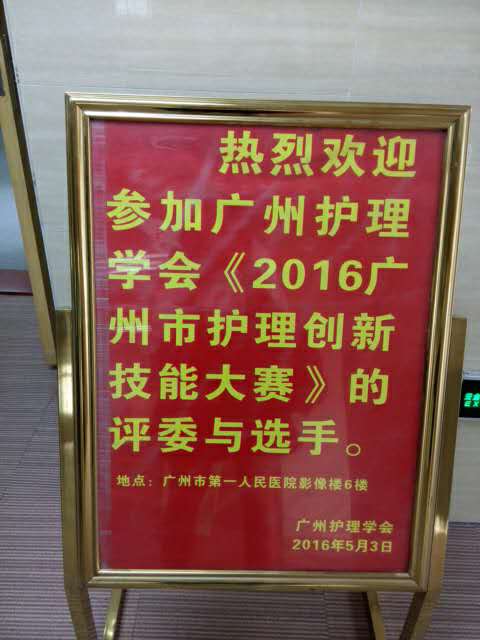 热烈欢迎
参加广州护理
学会《2016广
州市护理创新
技能大赛》的
评委与选手。
地点：广州市第一人民医院影像楼6楼
广州护理学会
2016年5月3日